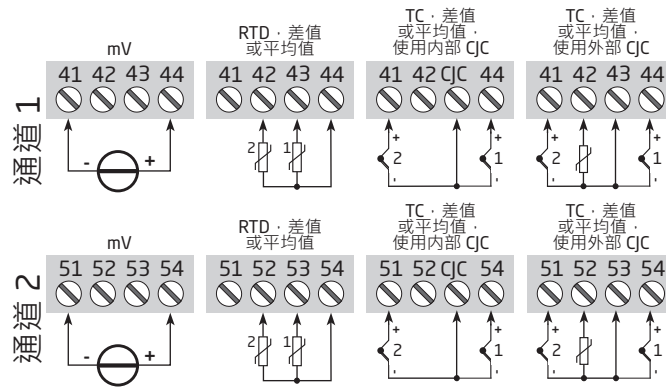 通道 1
mV
41 42 43 44
- +
RTD · 差值
或平均值
41 42 43 44
2 1
TC · 差值
或平均值 ·
使用内部 CJC
41 42 CJC 44
+ +
2 1
- -
TC · 差值
或平均值 ·
使用外部 CJC
41 42 43 44
+ +
2 1
- -
通道 2
mV
51 52 53 54
- +
RTD · 差值
或平均值
51 52 53 54
2 1
TC · 差值
或平均值 ·
使用内部 CJC
51 52 CJC 54
+ +
2 1
- -
TC · 差值
或平均值 ·
使用外部 CJC
51 52 53 54
+ +
2 1
- -